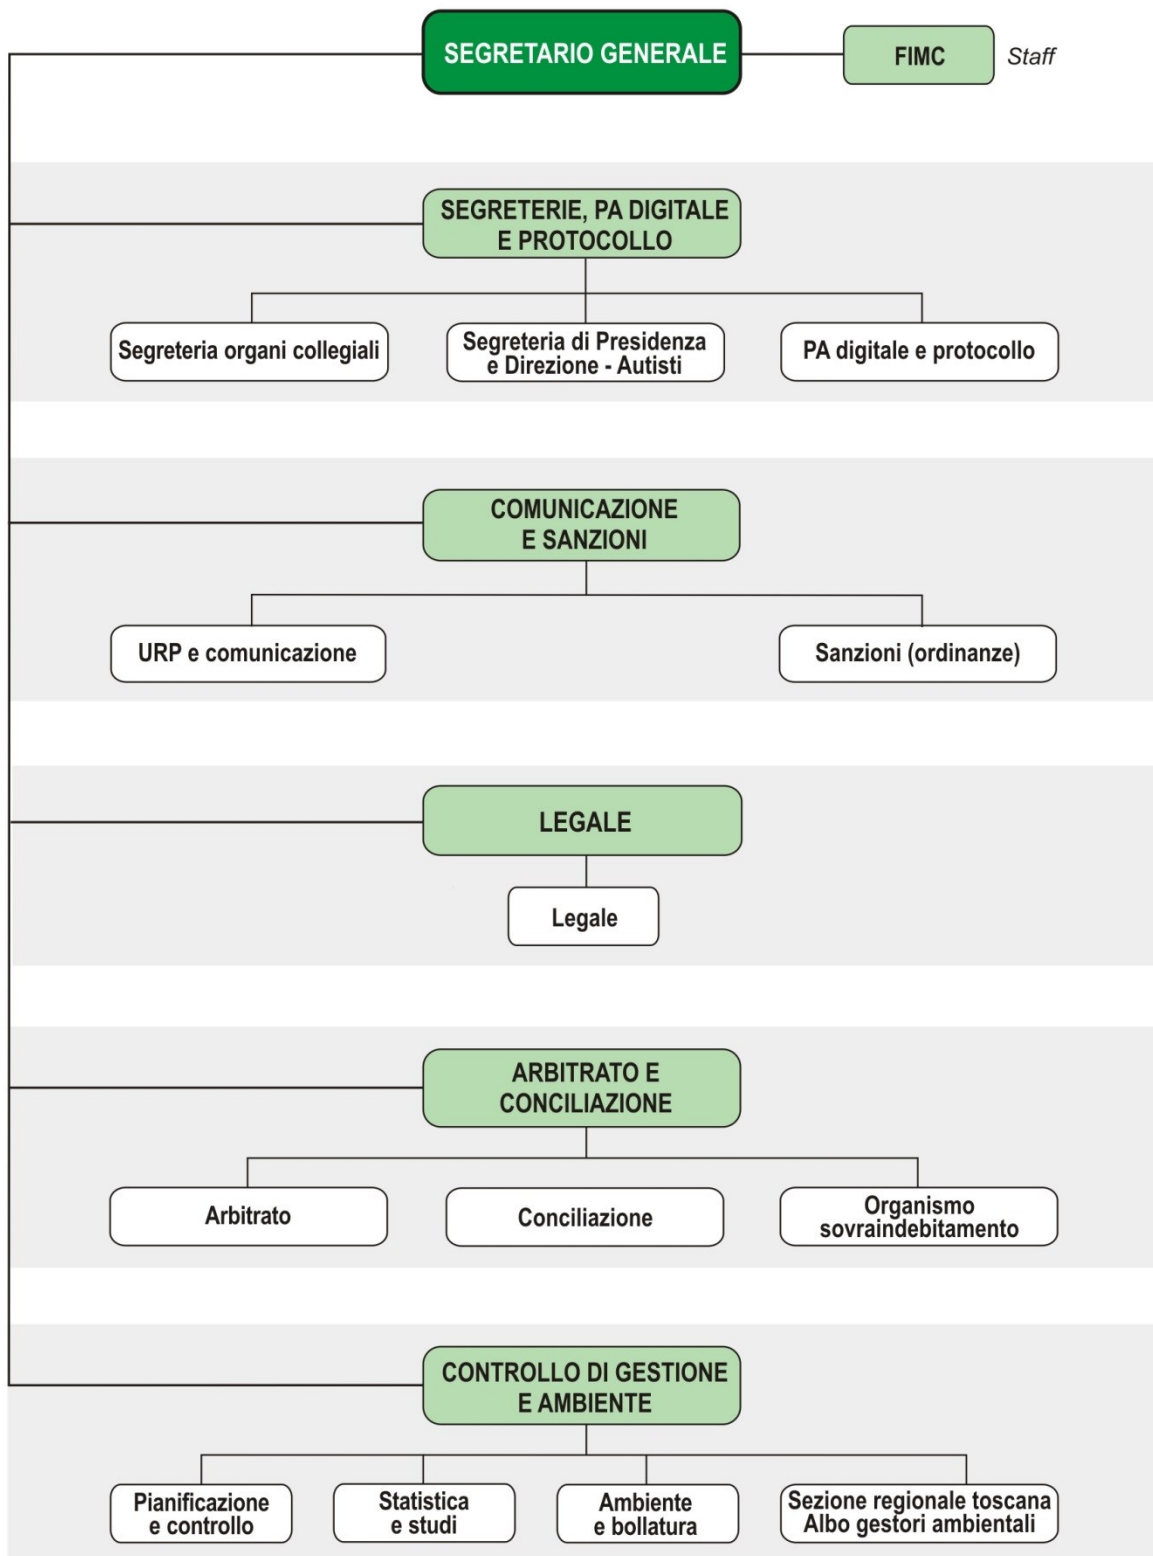 SEGRETARIO GENERALE
FIMC
Staff
SEGRETERIE, PA DIGITALE
E PROTOCOLLO
Segreteria organi collegiali
Segreteria di Presidenza
e Direzione - Autisti
PA digitale e protocollo
COMUNICAZIONE
E SANZIONI
URP e comunicazione
Sanzioni (ordinanze)
LEGALE
Legale
ARBITRATO E
CONCILIAZIONE
Arbitrato
Conciliazione
Organismo
sovraindebitamento
CONTROLLO DI GESTIONE
E AMBIENTE
Pianificazione
e controllo
Statistica
e studi
Ambiente
e bollatura
Sezione regionale toscana
Albo gestori ambientali